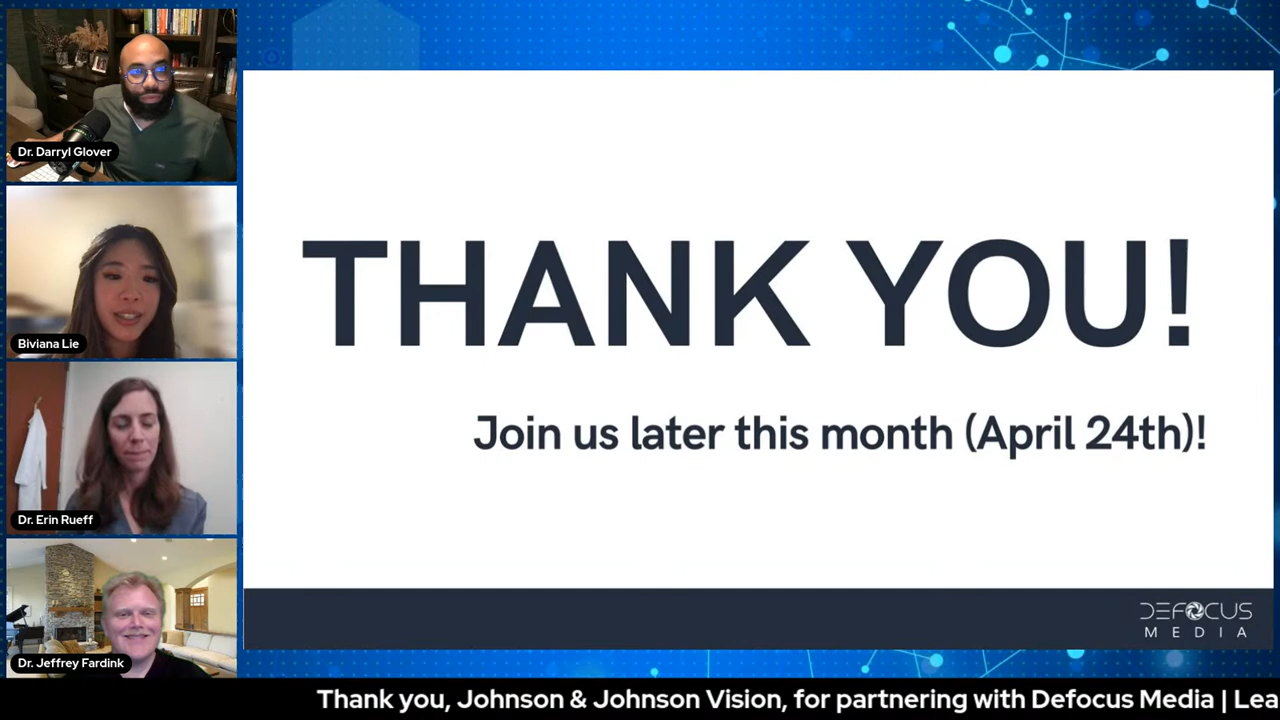 Dr. Darryl Glover
Biviana Lie
Dr. Erin Rueff
Dr. Jeffrey Fardink
THANK YOU!
Join us later this month (April 24th)!
DEFOCUS
MEDIA
Thank you, Johnson & Johnson Vision, for partnering with Defocus Media | Lea